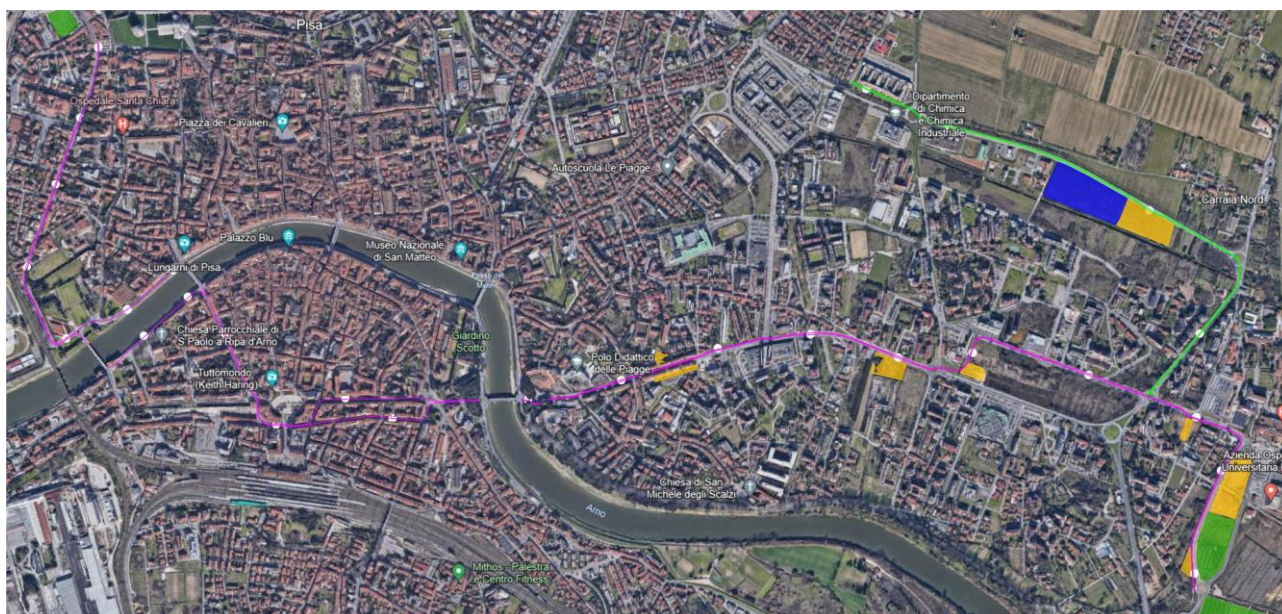 Pisa
Ospedale Santa Chiara
H
Piazza dei Cavalieri
Dipartimento
di Chimica
e Chimica
Industriale
Autoscuola Le Piagge
Carraia Nord
Palazzo Blu
Museo Nazionale
di San Matteo
Lungarni di Pisa
Chiesa Parrocchiale di
S Paolo a Ripa d'Arno
Giardino
Scotto
Polo Didattico
delle Piagge
Tuttomondo
(Keith Haring)
Azienda Osp
Universitaria
Chiesa di San
Michele degli Scalzi
Arno
Mithos - Palestra
e Centro Fitness